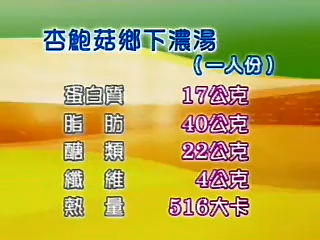 杏鮑菇鄉下濃湯
（一人份）
蛋白質 17公克
脂肪 40公克
醣類 22公克
纖維 4公克
熱量 516大卡